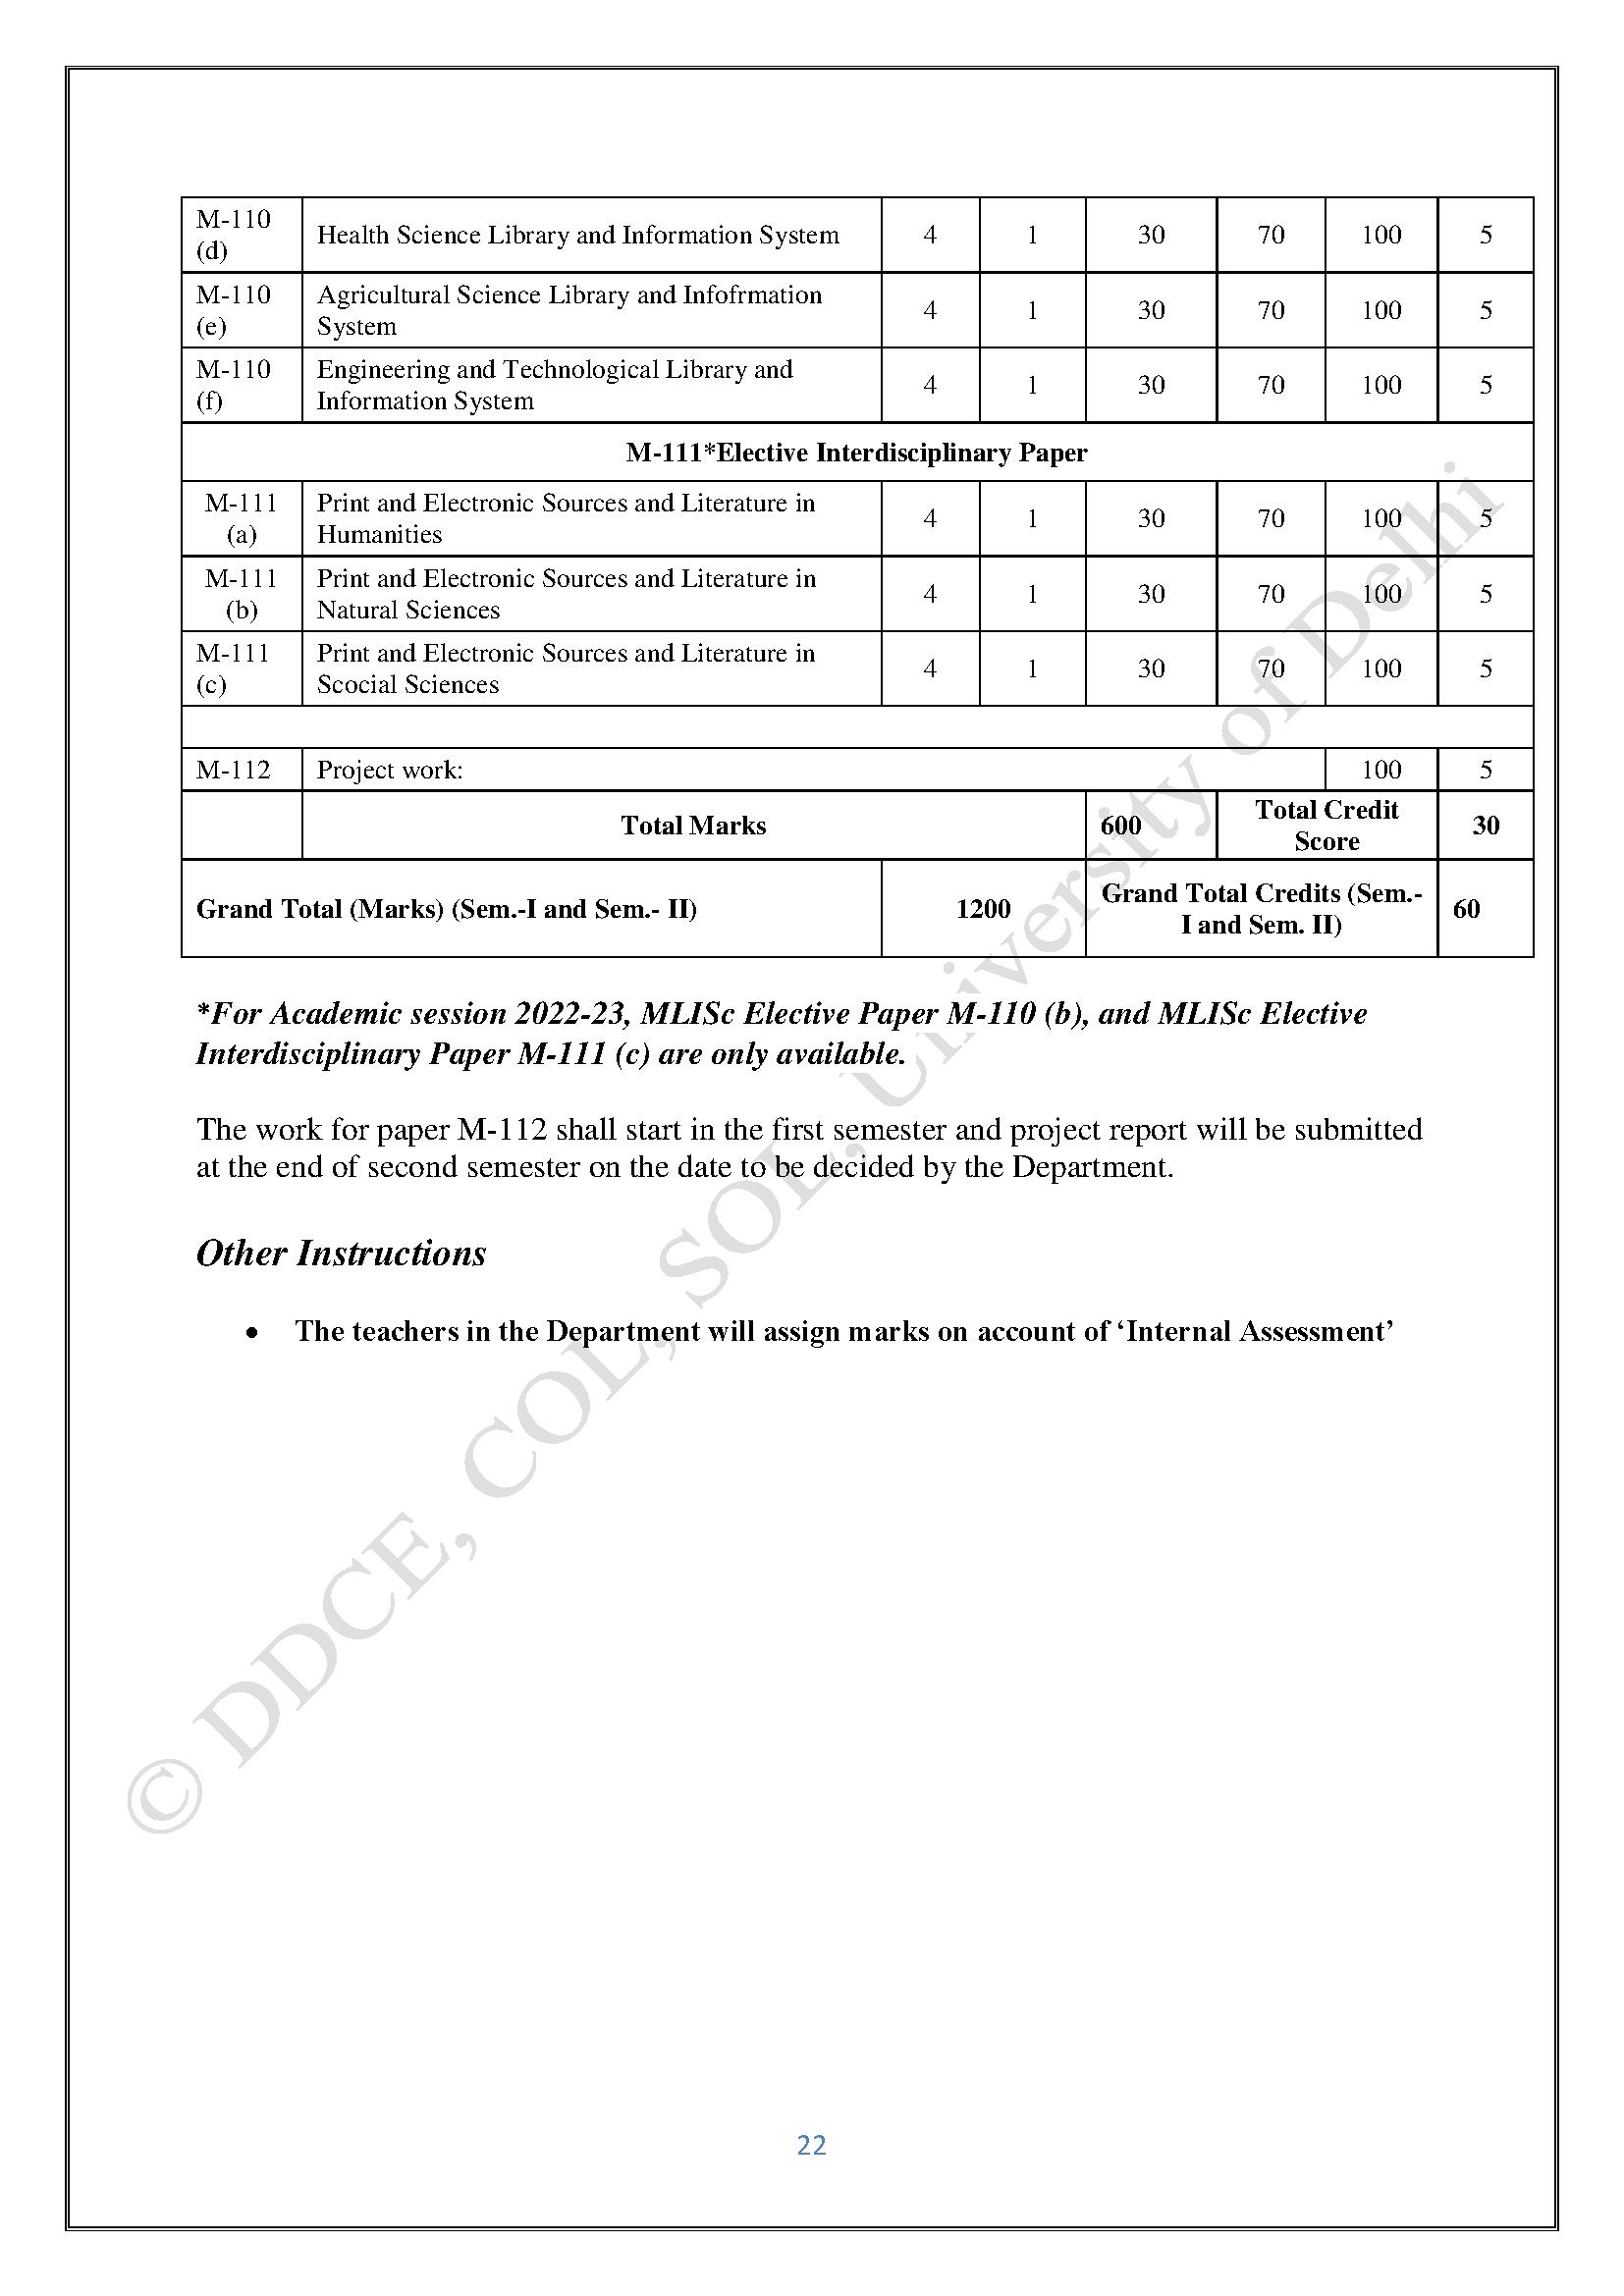 M-110
(d)
Health Science Library and Information System 4 1 30 70 100 5
M-110
(e)
Agricultural Science Library and Infofrmation
System
4 1 30 70 100 5
M-110
(f)
Engineering and Technological Library and
Information System
4 1 30 70 100 5
M-111*Elective Interdisciplinary Paper
M-111
(a)
Print and Electronic Sources and Literature in
Humanities
4 1 30 70 100 5
M-111
(b)
Print and Electronic Sources and Literature in
Natural Sciences
4 1 30 70 100 5
M-111
(c)
Print and Electronic Sources and Literature in
Scocial Sciences
4 1 30 70 100 5
M-112 Project work: 100 5
Total Marks 600
Total Credit
Score
30
Grand Total (Marks) (Sem.-I and Sem.- II) 1200
Grand Total Credits (Sem.-
I and Sem. II)
60
*For Academic session 2022-23, MLISc Elective Paper M-110 (b), and MLISc Elective
Interdisciplinary Paper M-111 (c) are only available.
The work for paper M-112 shall start in the first semester and project report will be submitted
at the end of second semester on the date to be decided by the Department.
Other Instructions
• The teachers in the Department will assign marks on account of ‘Internal Assessment’
© DDCE, COL, SOL, University of Delhi
22